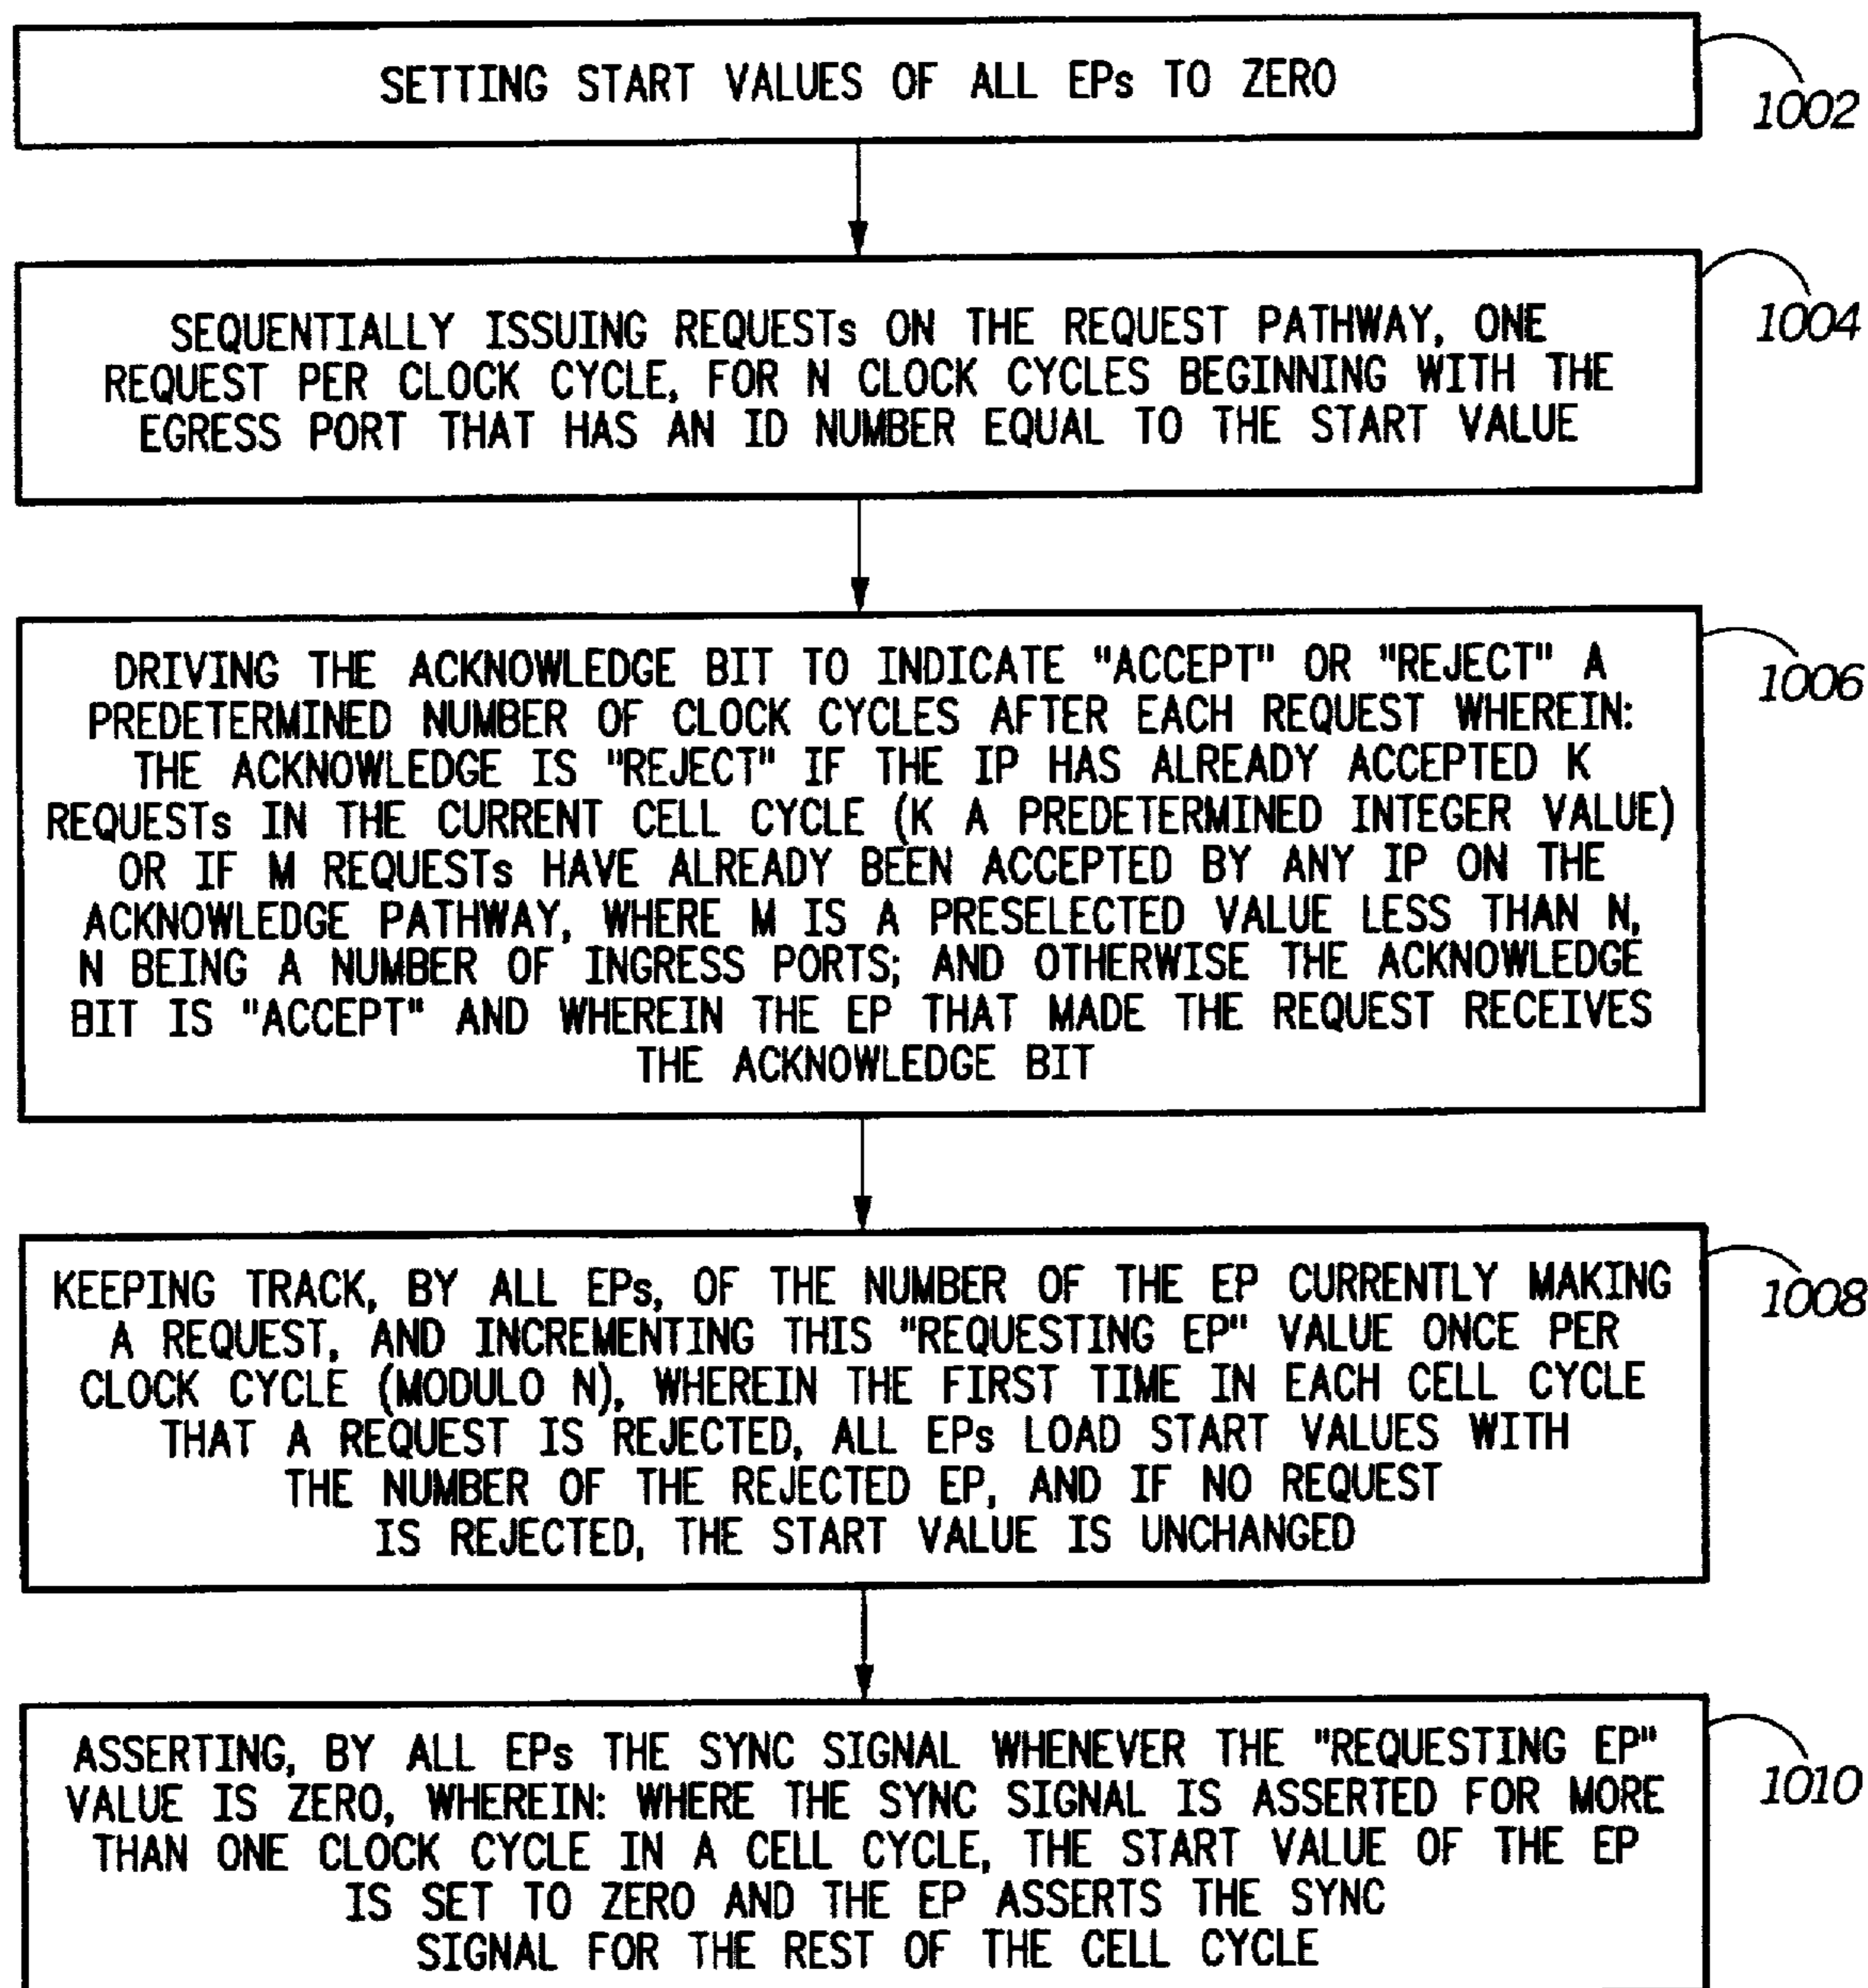 SETTING START VALUES OF ALL EPs TO ZERO
1002
SEQUENTIALLY ISSUING REQUESTs ON THE REQUEST PATHWAY, ONE
REQUEST PER CLOCK CYCLE, FOR N CLOCK CYCLES BEGINNING WITH THE
EGRESS PORT THAT HAS AN ID NUMBER EQUAL TO THE START VALUE
1004
DRIVING THE ACKNOWLEDGE BIT TO INDICATE "ACCEPT" OR "REJECT" A
PREDETERMINED NUMBER OF CLOCK CYCLES AFTER EACH REQUEST WHEREIN:
THE ACKNOWLEDGE IS "REJECT" IF THE IP HAS ALREADY ACCEPTED K
REQUESTs IN THE CURRENT CELL CYCLE (K A PREDETERMINED INTEGER VALUE)
OR IF M REQUESTs HAVE ALREADY BEEN ACCEPTED BY ANY IP ON THE
ACKNOWLEDGE PATHWAY, WHERE M IS A PRESELECTED VALUE LESS THAN N,
N BEING A NUMBER OF INGRESS PORTS; AND OTHERWISE THE ACKNOWLEDGE
BIT IS "ACCEPT" AND WHEREIN THE EP THAT MADE THE REQUEST RECEIVES
THE ACKNOWLEDGE BIT
1006
KEEPING TRACK, BY ALL EPs, OF THE NUMBER OF THE EP CURRENTLY MAKING
A REQUEST, AND INCREMENTING THIS "REQUESTING EP" VALUE ONCE PER
CLOCK CYCLE (MODULO N), WHEREIN THE FIRST TIME IN EACH CELL CYCLE
THAT A REQUEST IS REJECTED, ALL EPs LOAD START VALUES WITH
THE NUMBER OF THE REJECTED EP, AND IF NO REQUEST
IS REJECTED, THE START VALUE IS UNCHANGED
1008
ASSERTING, BY ALL EPs THE SYNC SIGNAL WHENEVER THE "REQUESTING EP"
VALUE IS ZERO, WHEREIN: WHERE THE SYNC SIGNAL IS ASSERTED FOR MORE
THAN ONE CLOCK CYCLE IN A CELL CYCLE, THE START VALUE OF THE EP
IS SET TO ZERO AND THE EP ASSERTS THE SYNC
SIGNAL FOR THE REST OF THE CELL CYCLE
1010